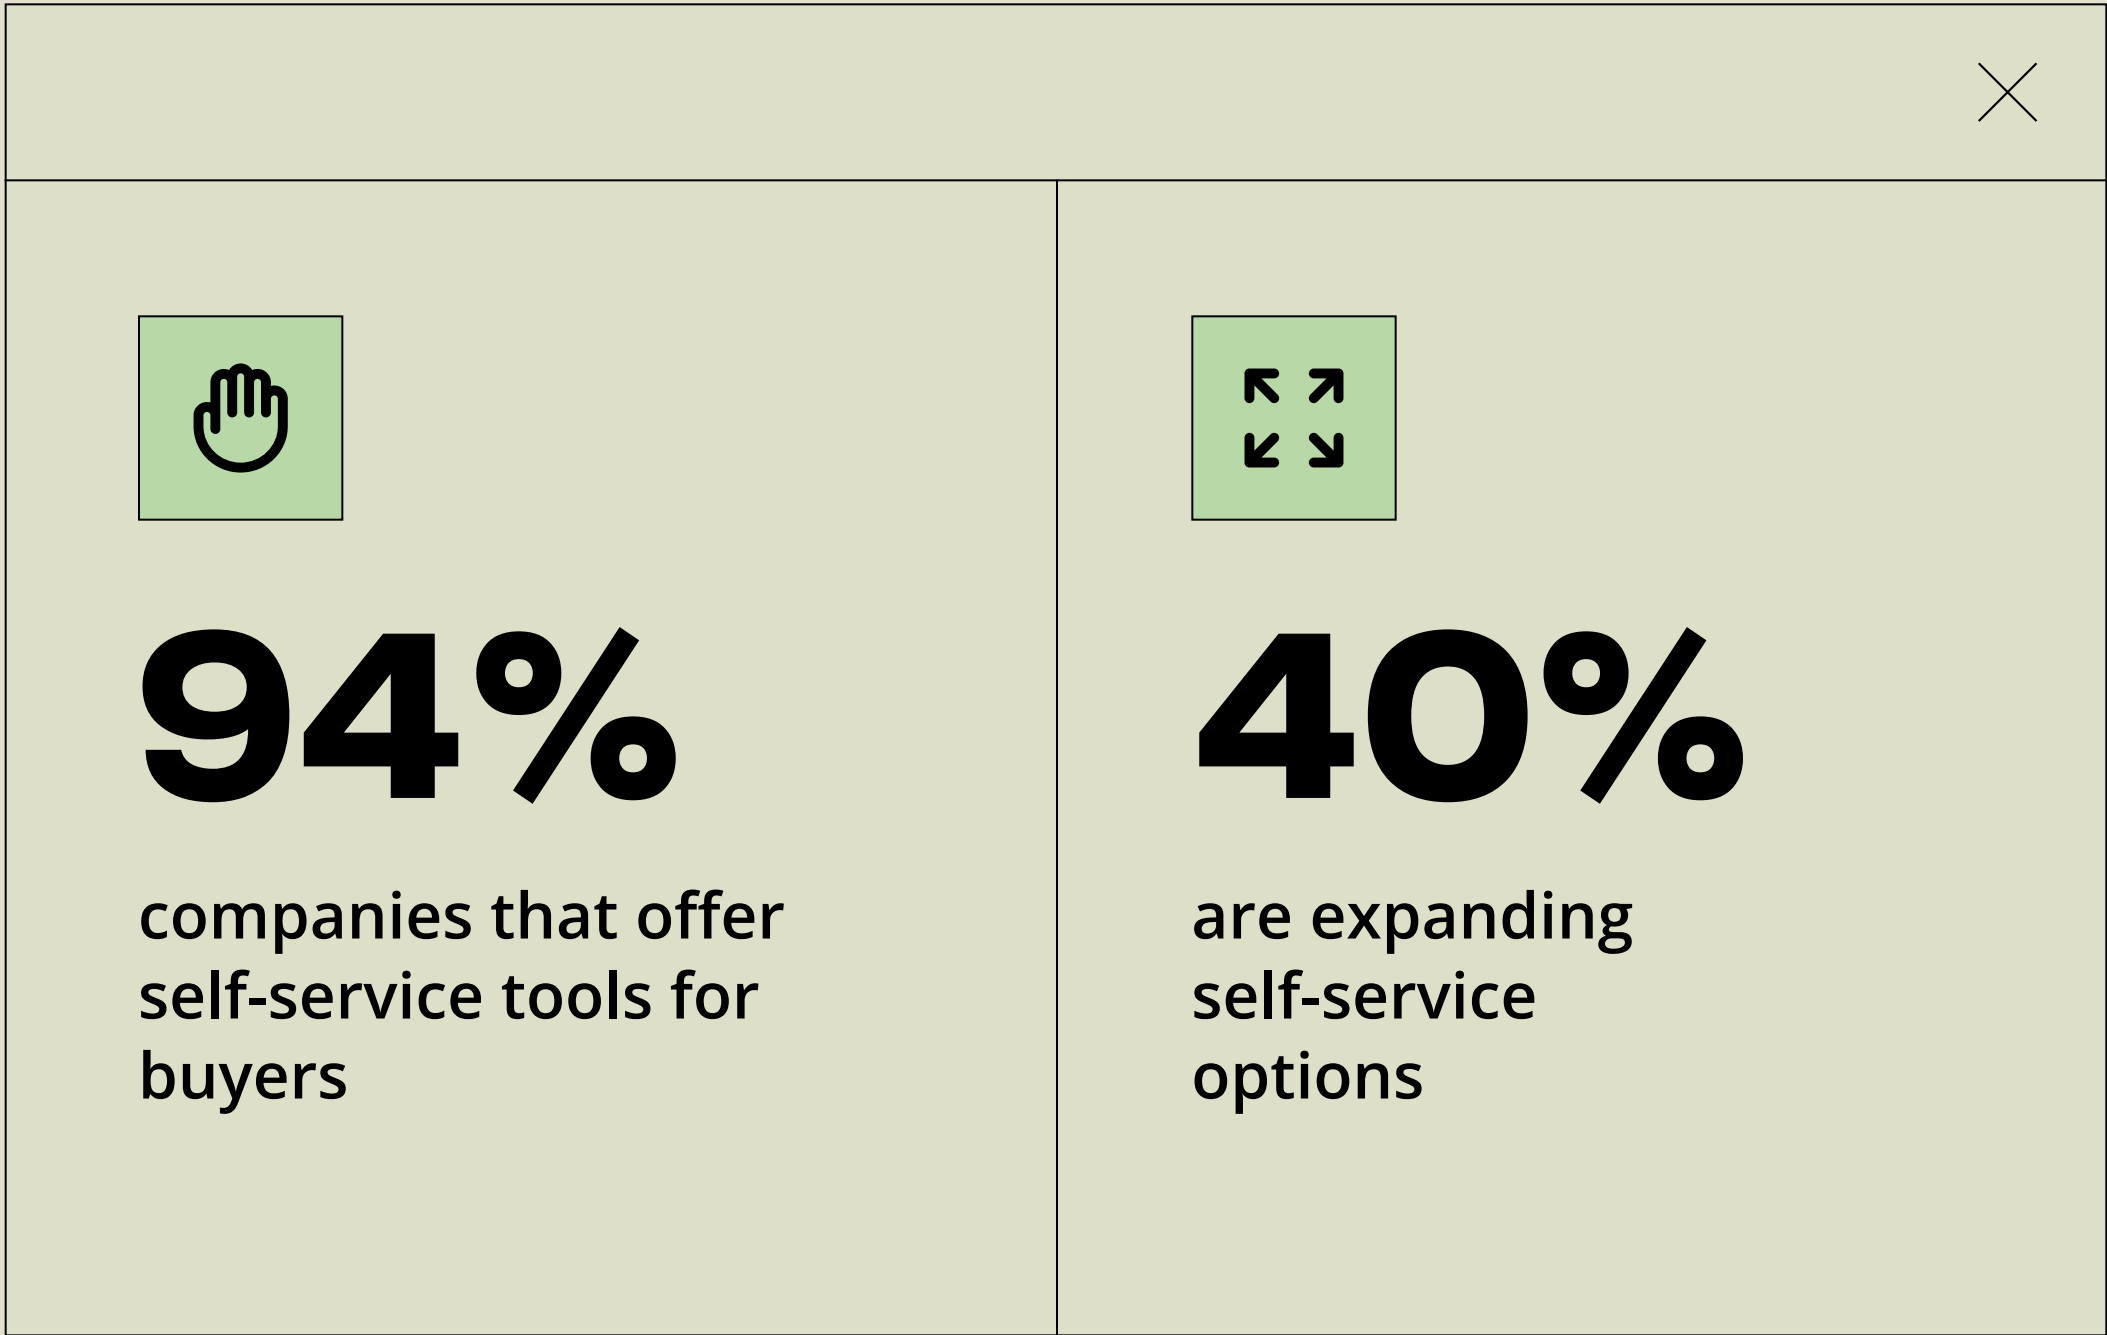 94%
companies that offer
self-service tools for
buyers
40%
are expanding
self-service
options